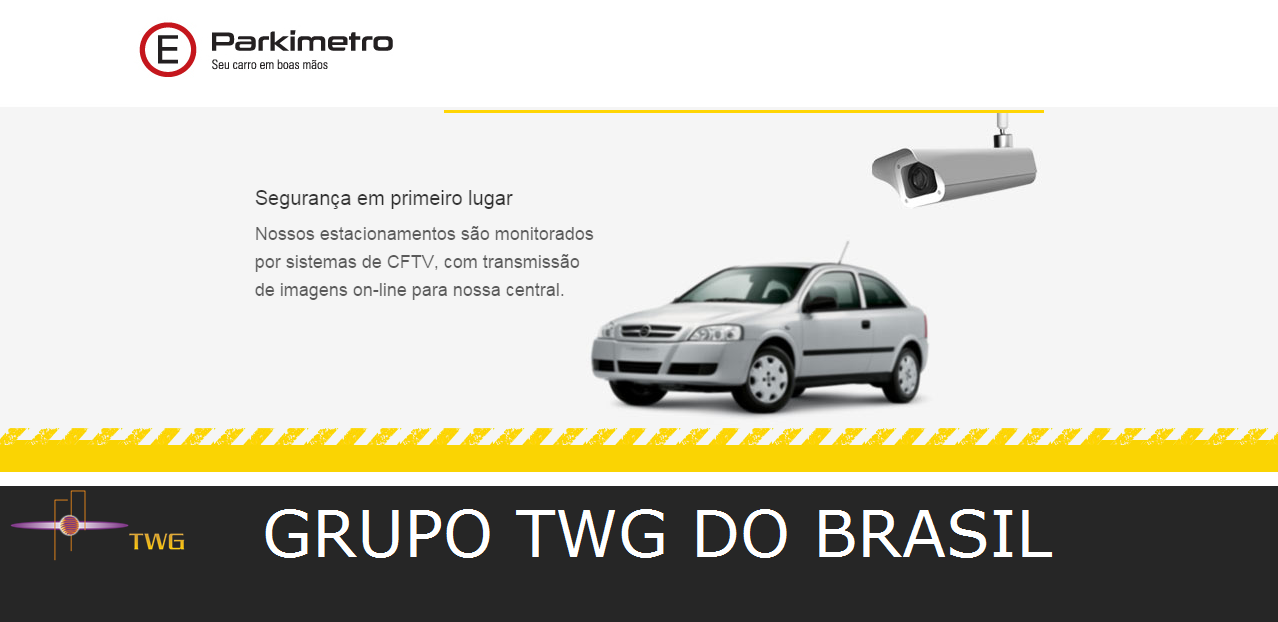 E
Parkimetro
Seu carro em boas mãos
Segurança em primeiro lugar
Nossos estacionamentos são monitorados
por sistemas de CFTV, com transmissão
de imagens on-line para nossa central.
TWG
GRUPO TWG DO BRASIL